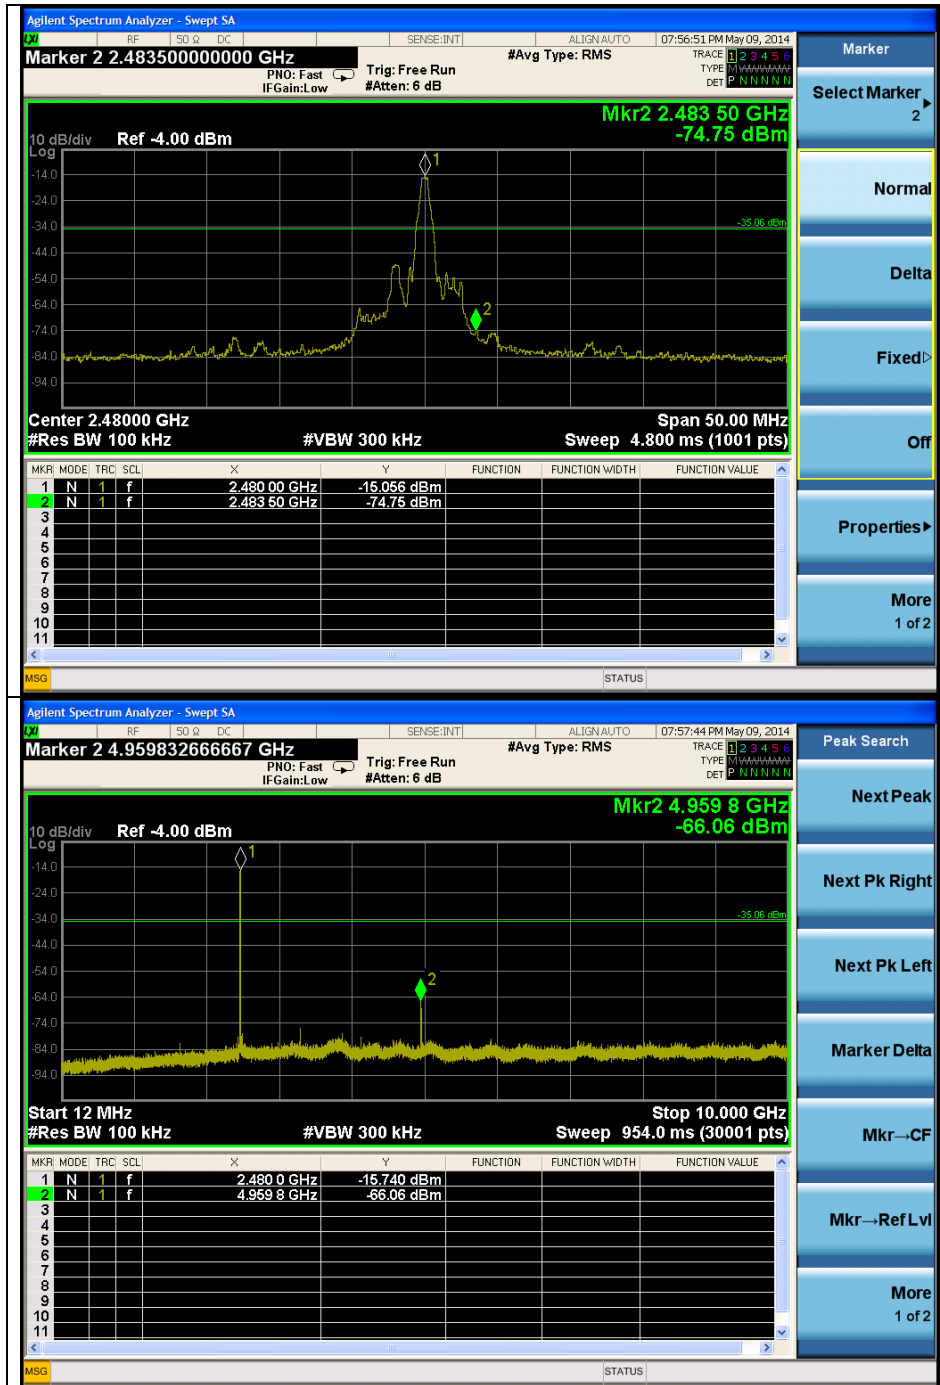 Agilent Spectrum Analyzer - Swept SA
LXI RF 50 Ω DC SENSE:INT ALIGN AUTO 07:56:51 PM May 09, 2014
Marker 2 2.483500000000 GHz
PNO: Fast
IFGain:Low
Trig: Free Run
#Atten: 6 dB
#Avg Type: RMS
TRACE 1 2 3 4 5 6
TYPE M WWWWW
DET P N N N N N
Mkr2 2.483 50 GHz
-74.75 dBm
10 dB/div Ref -4.00 dBm
Log
1
-14.0
-24.0
-34.0
-35.06 dBm
-44.0
-54.0
-64.0
2
-74.0
-84.0
-94.0
Center 2.48000 GHz Span 50.00 MHz
#Res BW 100 kHz #VBW 300 kHz Sweep 4.800 ms (1001 pts)
MKR MODE TRC SCL X Y FUNCTION FUNCTION WIDTH FUNCTION VALUE
1 N 1 f 2.480 00 GHz -15.056 dBm
2 N 1 f 2.483 50 GHz -74.75 dBm
3
4
5
6
7
8
9
10
11
MSG STATUS
Marker
Select Marker
2
Normal
Delta
Fixed
Off
Properties
More
1 of 2
Agilent Spectrum Analyzer - Swept SA
LXI RF 50 Ω DC SENSE:INT ALIGN AUTO 07:57:44 PM May 09, 2014
Marker 2 4.959832666667 GHz
PNO: Fast
IFGain:Low
Trig: Free Run
#Atten: 6 dB
#Avg Type: RMS
TRACE 1 2 3 4 5 6
TYPE M WWWWW
DET P N N N N N
Mkr2 4.959 8 GHz
-66.06 dBm
10 dB/div Ref -4.00 dBm
Log
1
-14.0
-24.0
-34.0
-35.06 dBm
-44.0
-54.0
2
-64.0
-74.0
-84.0
-94.0
Start 12 MHz Stop 10.000 GHz
#Res BW 100 kHz #VBW 300 kHz Sweep 954.0 ms (30001 pts)
MKR MODE TRC SCL X Y FUNCTION FUNCTION WIDTH FUNCTION VALUE
1 N 1 f 2.480 0 GHz -15.740 dBm
2 N 1 f 4.959 8 GHz -66.06 dBm
3
4
5
6
7
8
9
10
11
MSG STATUS
Peak Search
Next Peak
Next Pk Right
Next Pk Left
Marker Delta
Mkr→CF
Mkr→Ref Lvl
More
1 of 2